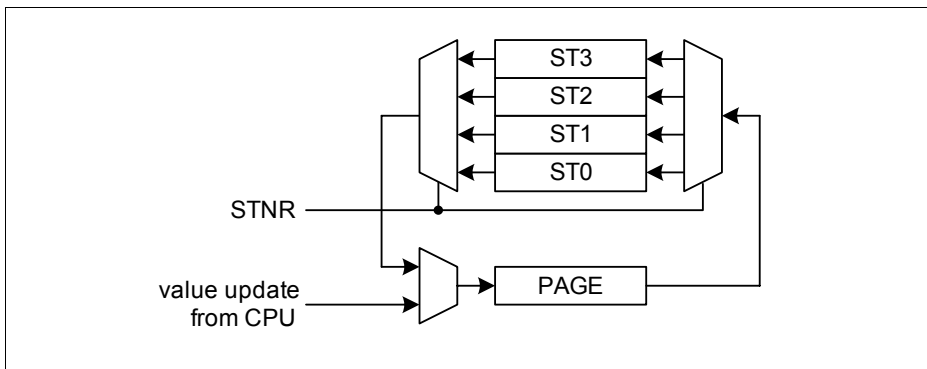 ST3
ST2
ST1
ST0
STNR
value update
from CPU
PAGE